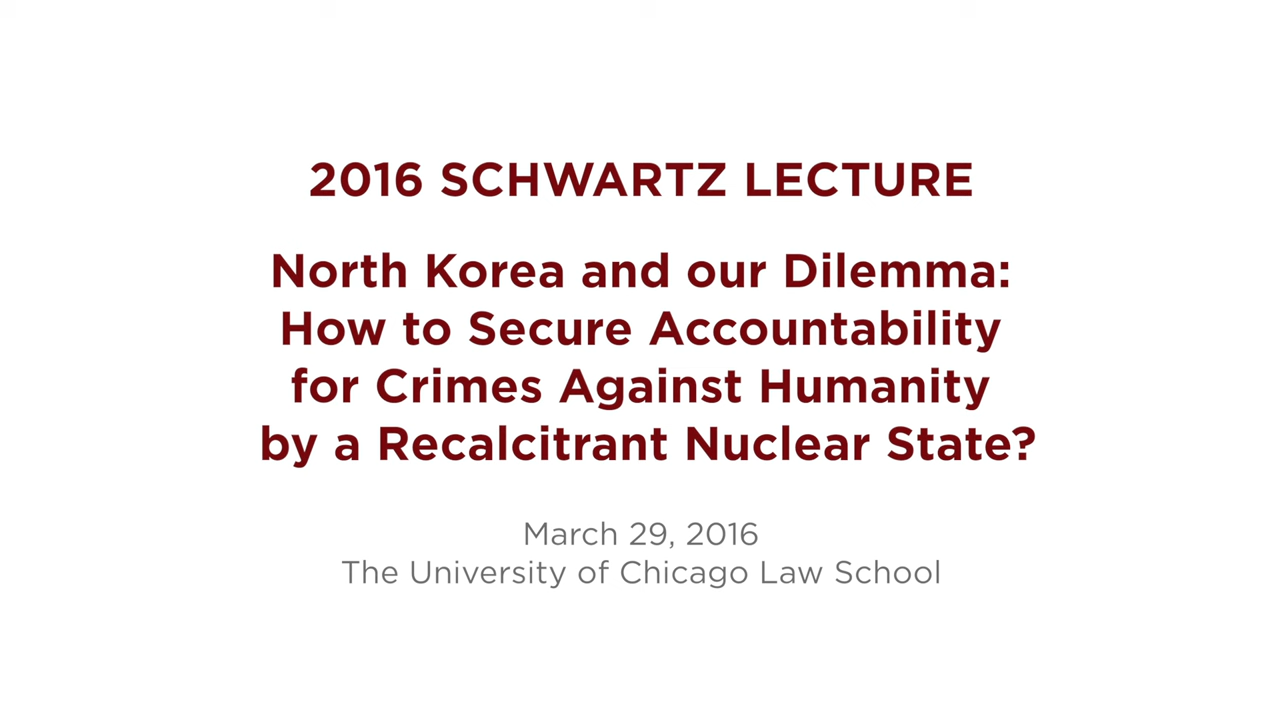 2016 SCHWARTZ LECTURE
North Korea and our Dilemma:
How to Secure Accountability
for Crimes Against Humanity
by a Recalcitrant Nuclear State?
March 29, 2016
The University of Chicago Law School